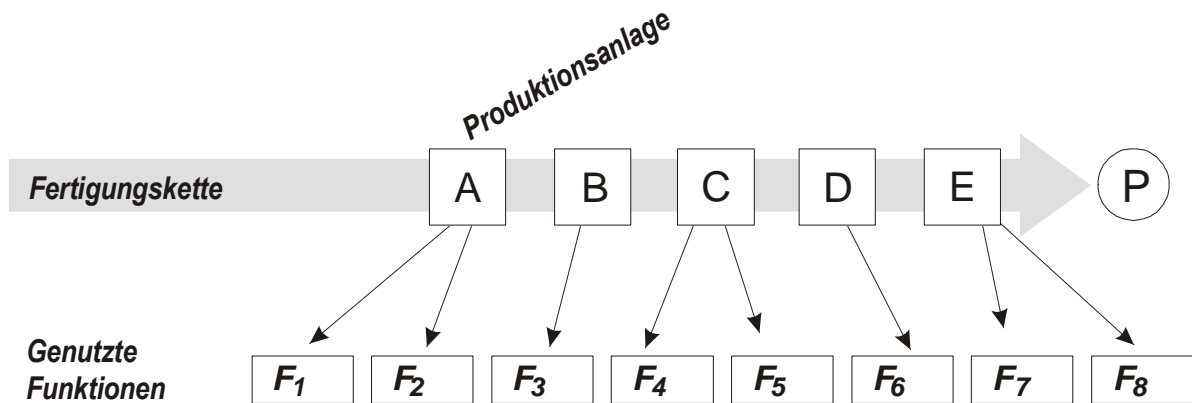 Produktionsanlage
Fertigungskette
A
B
C
D
E
P
Genutzte
Funktionen
F1
F2
F3
F4
F5
F6
F7
F8